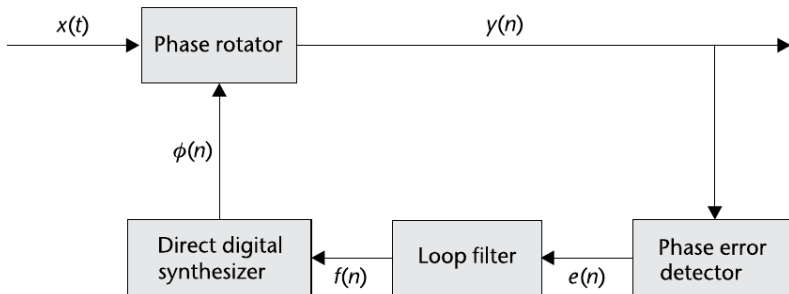 x(t)
Phase rotator
y(n)
ϕ(n)
Direct digital
synthesizer
f(n)
Loop filter
e(n)
Phase error
detector